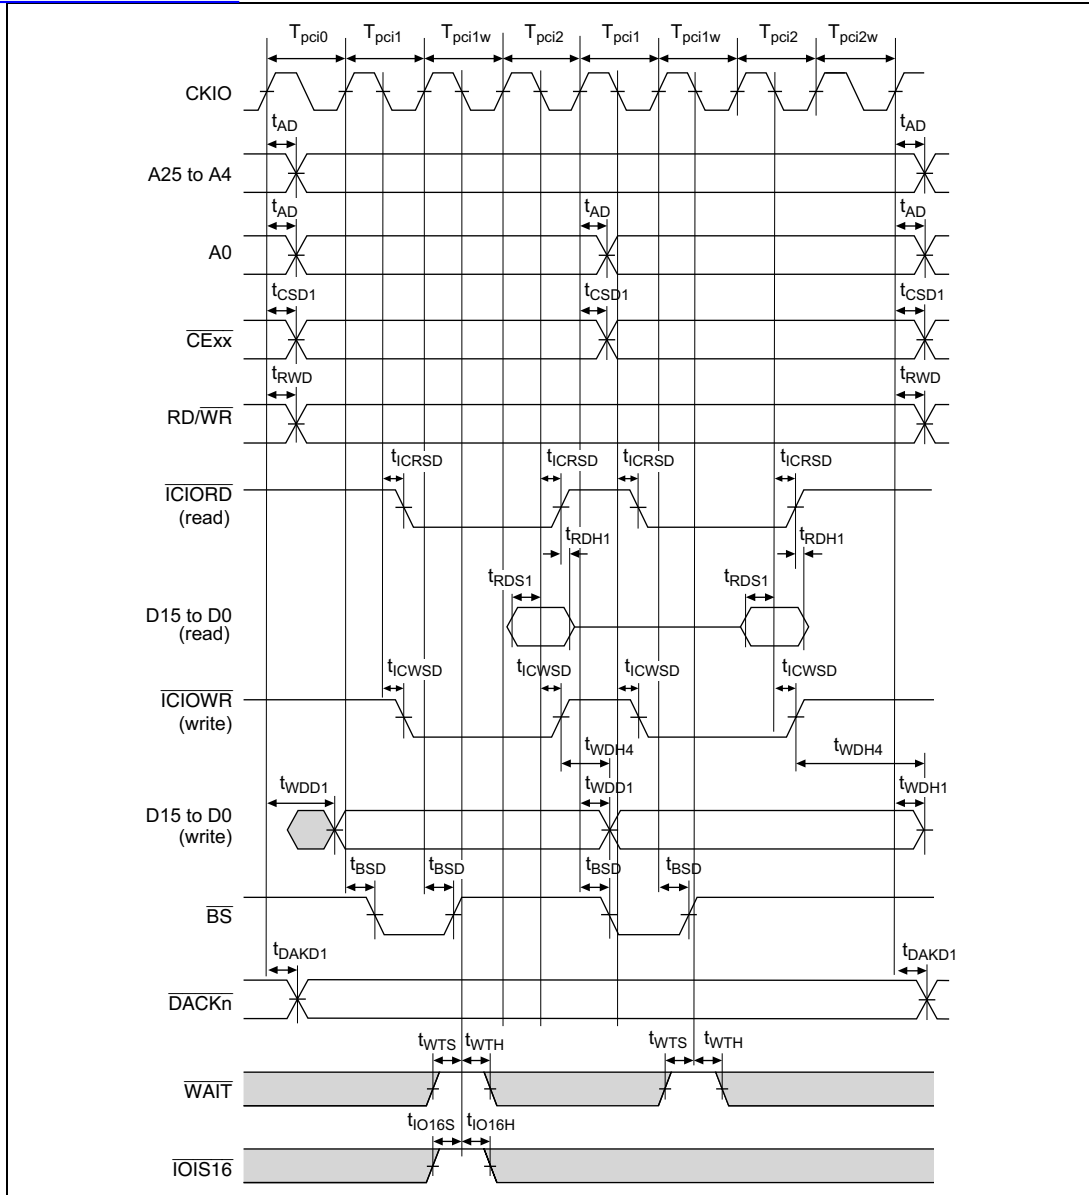 Tpci0 Tpci1 Tpci1w Tpci2 Tpci1 Tpci1w Tpci2 Tpci2w
CKIO
tAD tAD
A25 to A4
tAD tAD tAD
A0
tCSD1 tCSD1 tCSD1
CExx
tRWD tRWD
RD/WR
tICRSD tICRSD tICRSD tICRSD
ICIORD
(read)
tRDH1 tRDH1
tRDS1 tRDS1
D15 to D0
(read)
tICWSD tICWSD tICWSD tICWSD
ICIOWR
(write)
tWDH4 tWDH4
tWDD1 tWDD1 tWDH1
D15 to D0
(write)
tBSD tBSD tBSD tBSD
BS
tDAKD1 tDAKD1
DACKn
tWTS tWTH tWTS tWTH
WAIT
tIO16S tIO16H
IOIS16